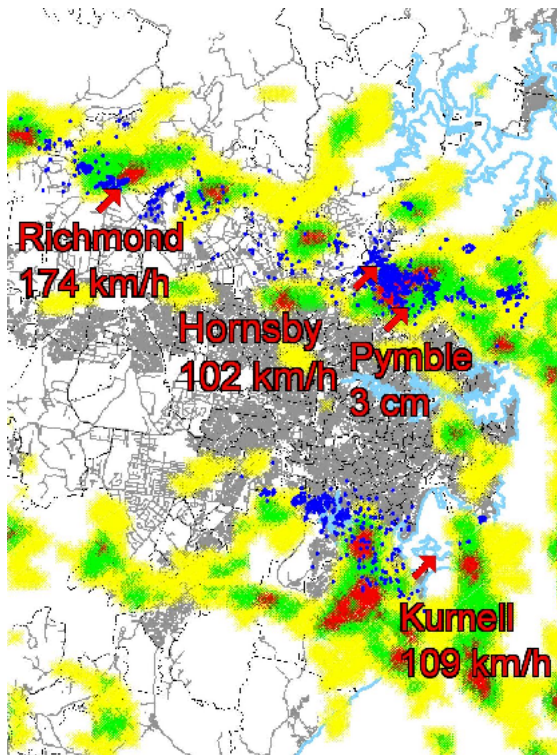 Richmond
174 km/h
Hornsby
102 km/h
Pymble
3 cm
Kurnell
109 km/h